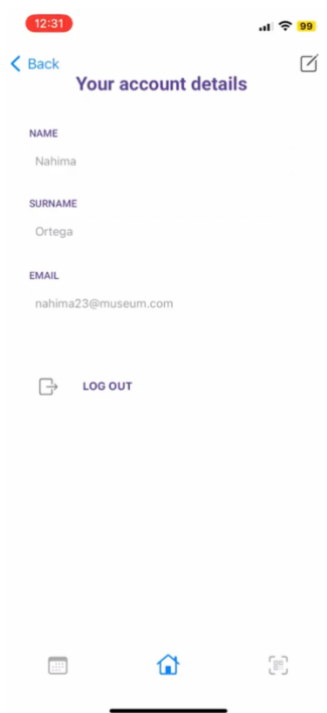 12:31
99
Back
Your account details
NAME
Nahima
SURNAME
Ortega
EMAIL
nahima23@museum.com
LOG OUT